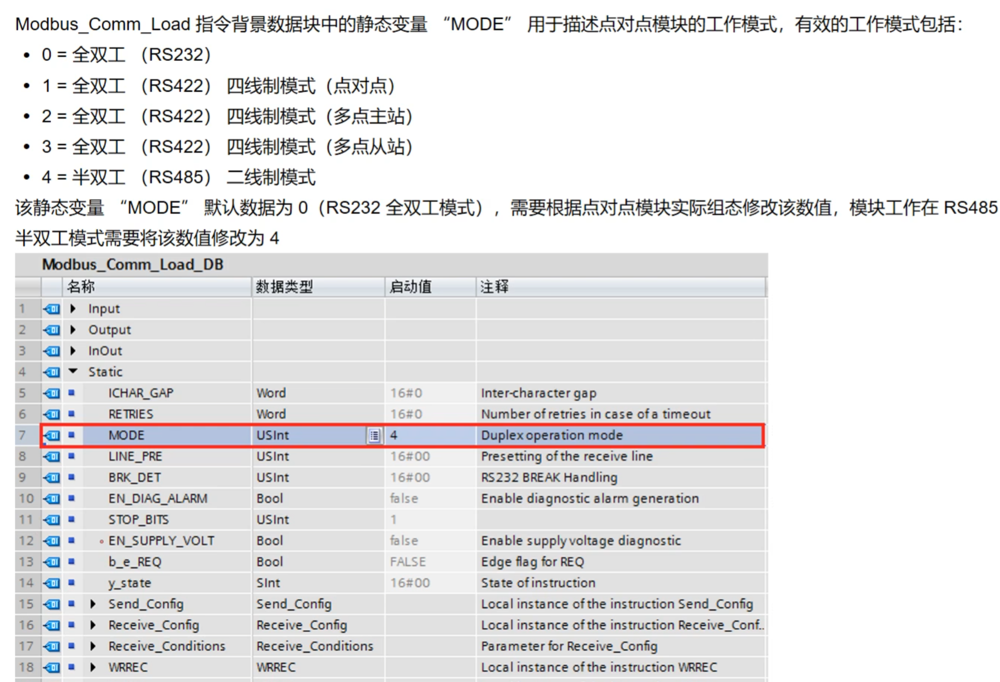 Modbus_Comm_Load 指令背景数据块中的静态变量 “MODE” 用于描述点对点模块的工作模式，有效的工作模式包括：
• 0 = 全双工 （RS232）
• 1 = 全双工 （RS422） 四线制模式（点对点）
• 2 = 全双工 （RS422） 四线制模式（多点主站）
• 3 = 全双工 （RS422） 四线制模式（多点从站）
• 4 = 半双工 （RS485） 二线制模式
该静态变量 “MODE” 默认数据为 0（RS232 全双工模式），需要根据点对点模块实际组态修改该数值，模块工作在 RS485
半双工模式需要将该数值修改为 4
Modbus_Comm_Load_DB
名称 数据类型 启动值 注释
1 Input
2 Output
3 InOut
4 Static
5 ICHAR_GAP Word 16#0 Inter-character gap
6 RETRIES Word 16#0 Number of retries in case of a timeout
7 MODE USInt 4 Duplex operation mode
8 LINE_PRE USInt 16#00 Presetting of the receive line
9 BRK_DET USInt 16#00 RS232 BREAK Handling
10 EN_DIAG_ALARM Bool false Enable diagnostic alarm generation
11 STOP_BITS USInt 1
12 EN_SUPPLY_VOLT Bool false Enable supply voltage diagnostic
13 b_e_REQ Bool FALSE Edge flag for REQ
14 y_state SInt 16#00 State of instruction
15 Send_Config Send_Config Local instance of the instruction Send_Config
16 Receive_Config Receive_Config Local instance of the instruction Receive_Conf..
17 Receive_Conditions Receive_Conditions Parameter for Receive_Config
18 WRREC WRREC Local instance of the instruction WRREC